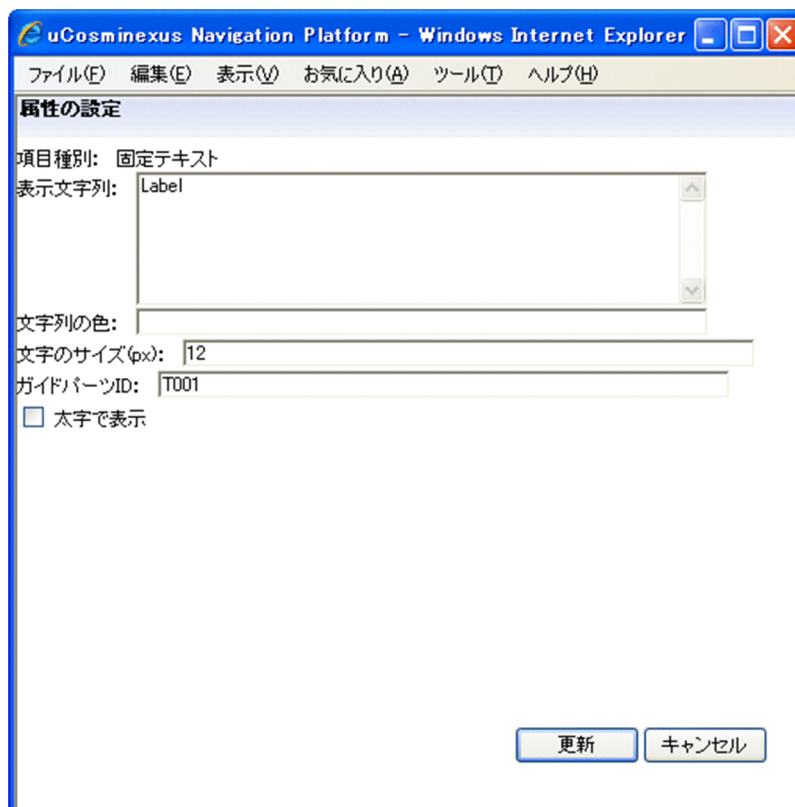 uCosminexus Navigation Platform - Windows Internet Explorer
ファイル(F) 編集(E) 表示(V) お気に入り(A) ツール(T) ヘルプ(H)
属性の設定
項目種別: 固定テキスト
表示文字列: Label
文字列の色:
文字のサイズ(px): 12
ガイドパーツID: T001
太字で表示
更新 キャンセル